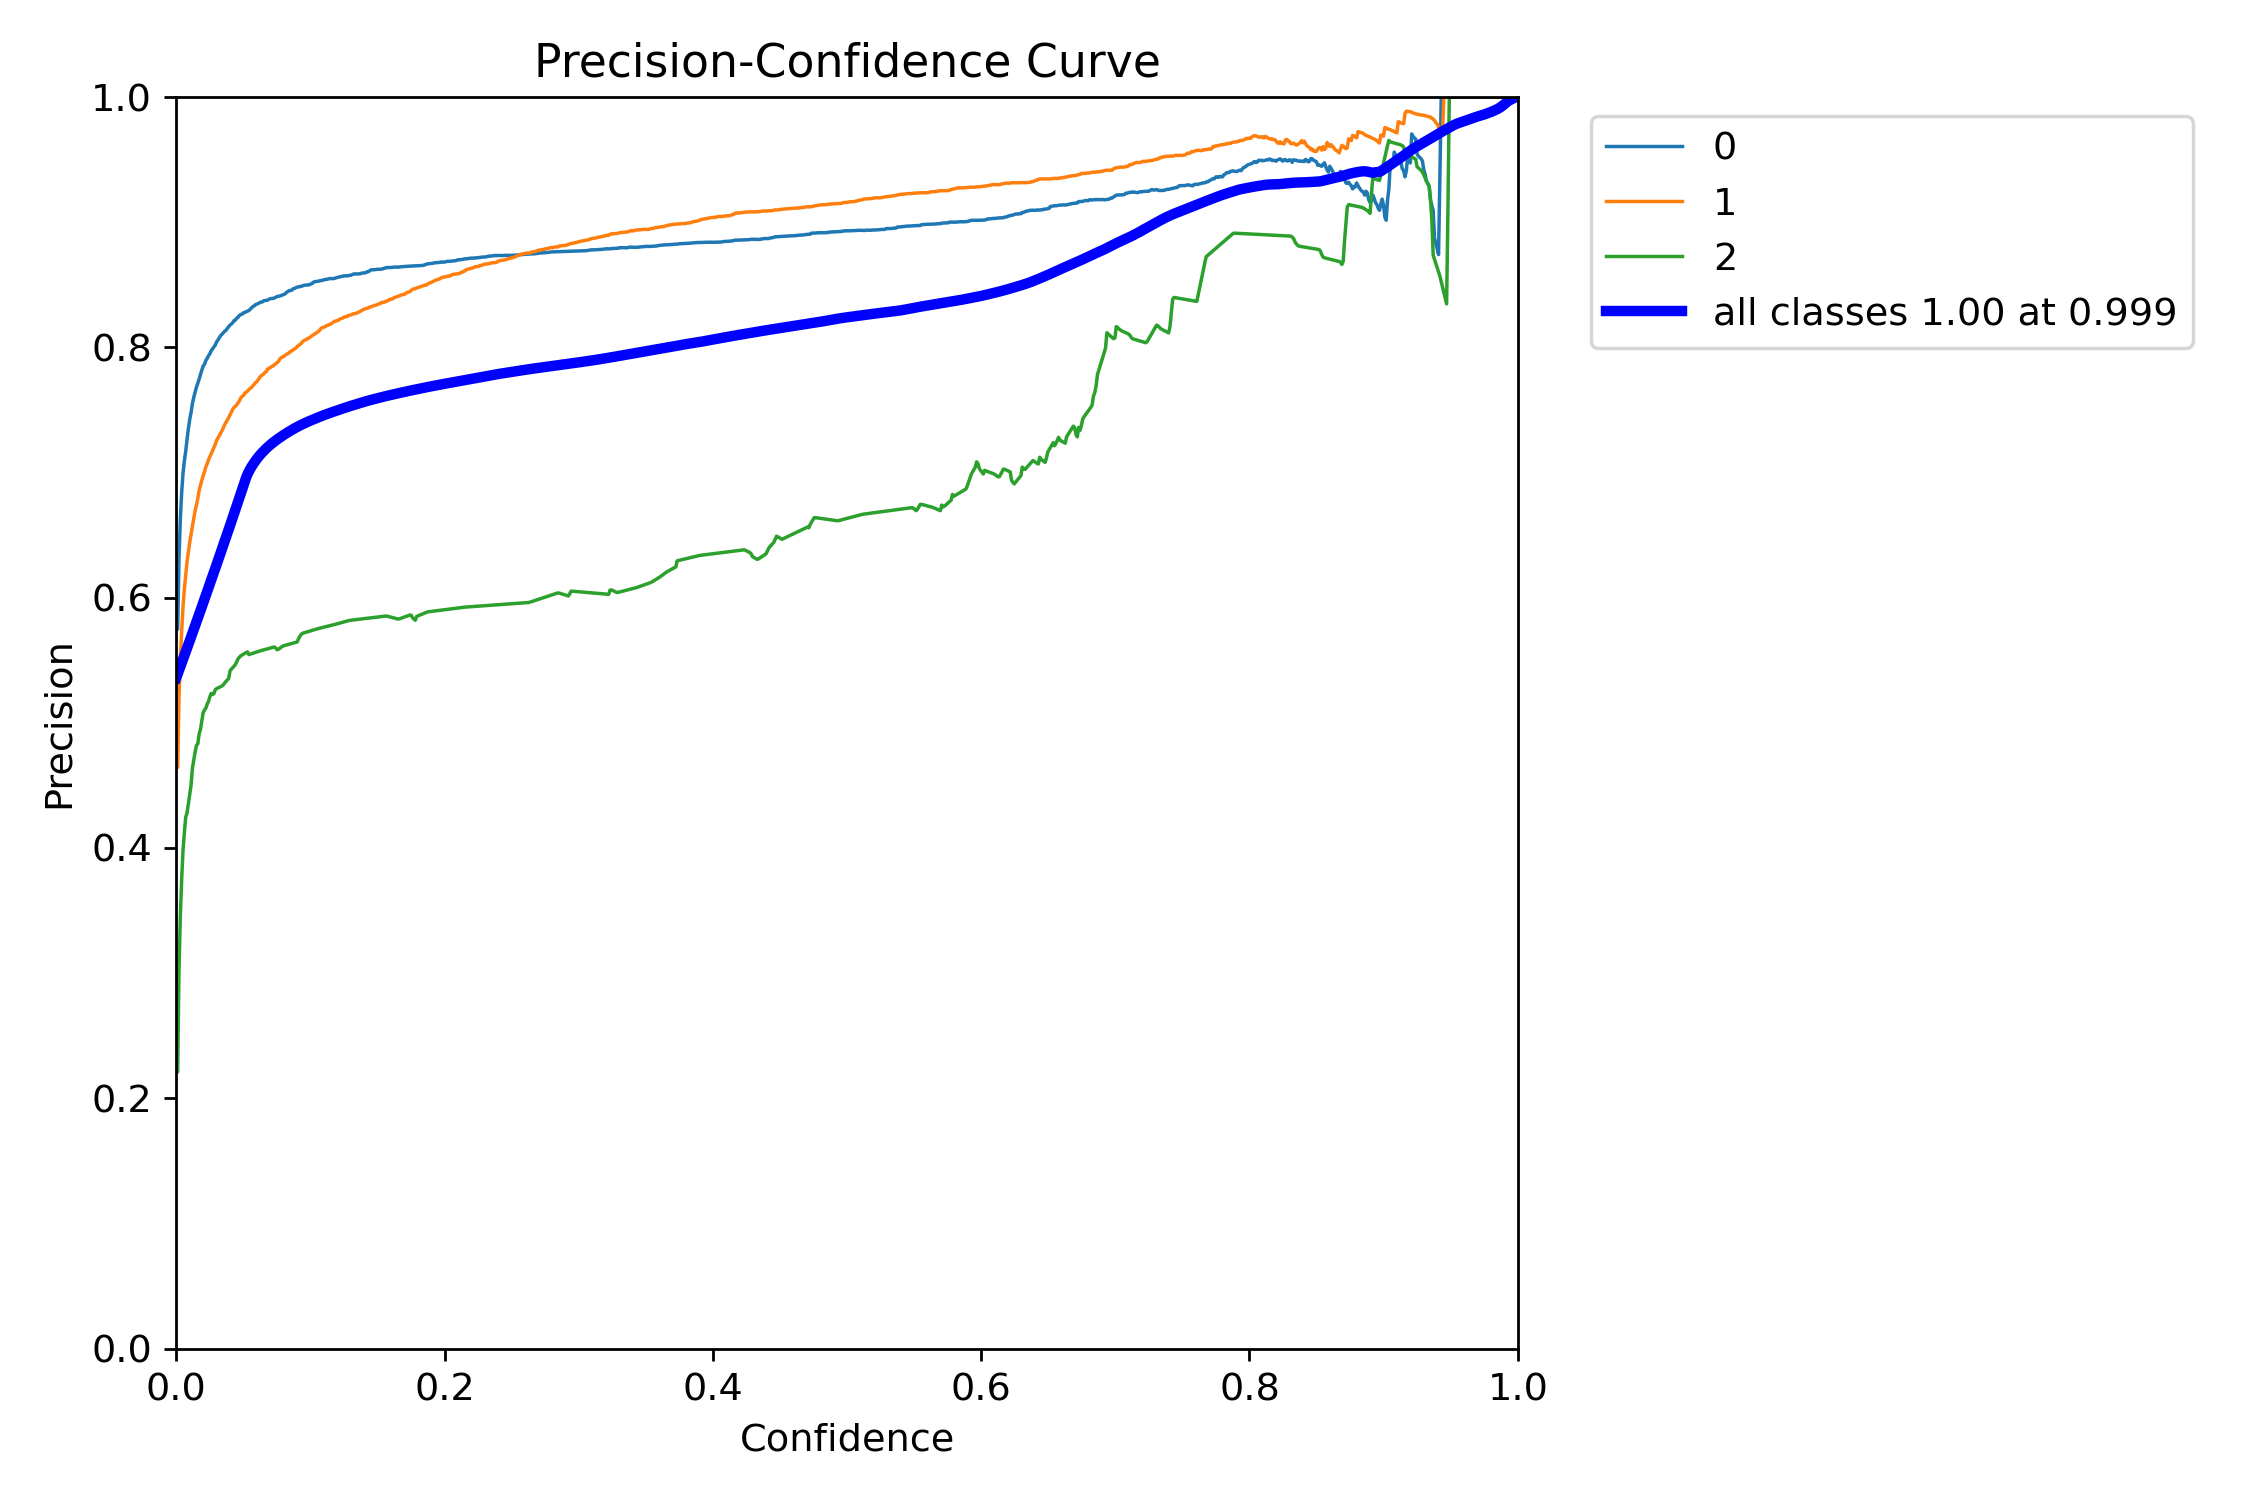 Precision-Confidence Curve
1.0
0.8
0.6
0.4
0.2
0.0
Precision
0.0 0.2 0.4 0.6 0.8 1.0
Confidence
0
1
2
all classes 1.00 at 0.999